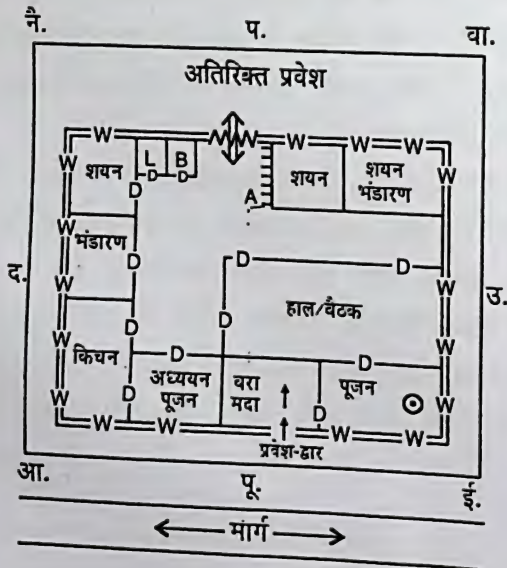 नै. प. वा.
अतिरिक्त प्रवेश
W W W W W
W शयन L B शयन शयन W
D D भंडारण
D A
W भंडारण W
D D D
द. W D D हाल/बैठक W उ.
किचन D D D
W अध्ययन वरा पूजन W
D पूजन मदा D
W W W W
प्रवेश-द्वार
आ. पू. ई.
मार्ग